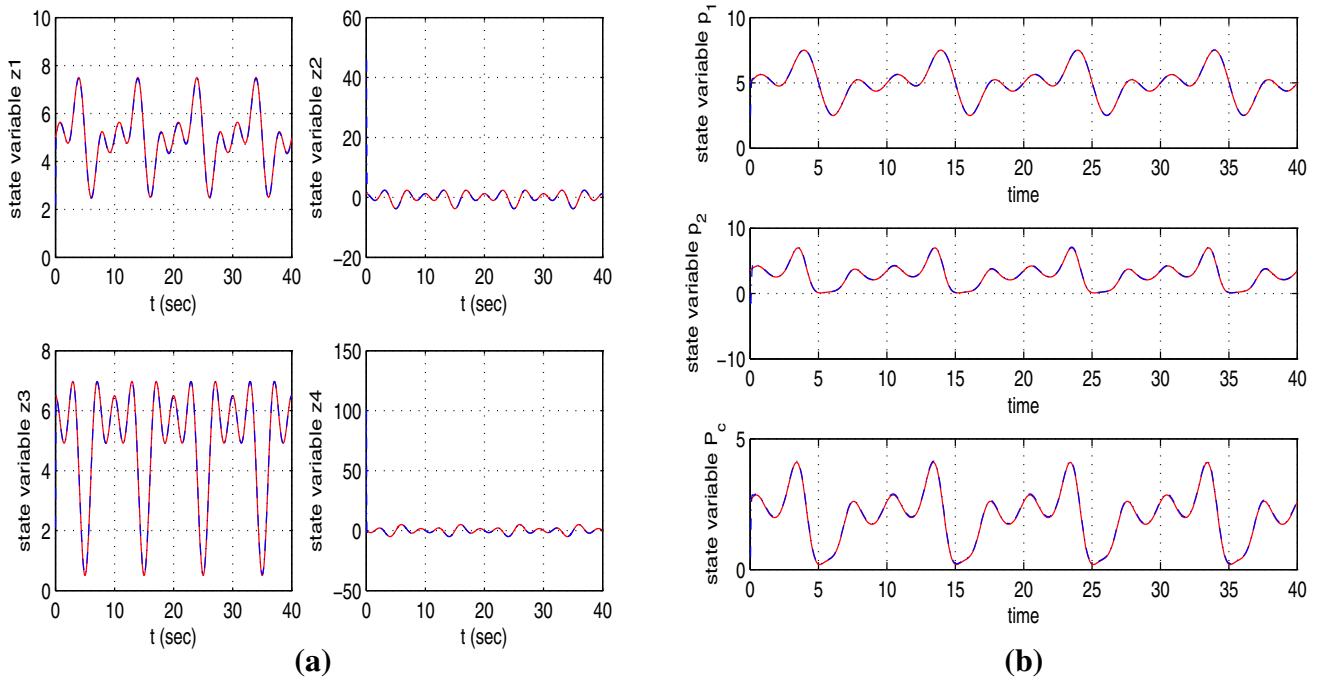 state variable z1
10
8
6
4
2
0
0 10 20 30 40
t (sec)
state variable z2
60
40
20
0
−20
0 10 20 30 40
t (sec)
state variable z3
8
6
4
2
0
0 10 20 30 40
t (sec)
state variable z4
150
100
50
0
−50
0 10 20 30 40
t (sec)
(a)
state variable p1
10
5
0
0 5 10 15 20 25 30 35 40
time
state variable p2
10
0
−10
0 5 10 15 20 25 30 35 40
time
state variable Pc
5
0
0 5 10 15 20 25 30 35 40
time
(b)